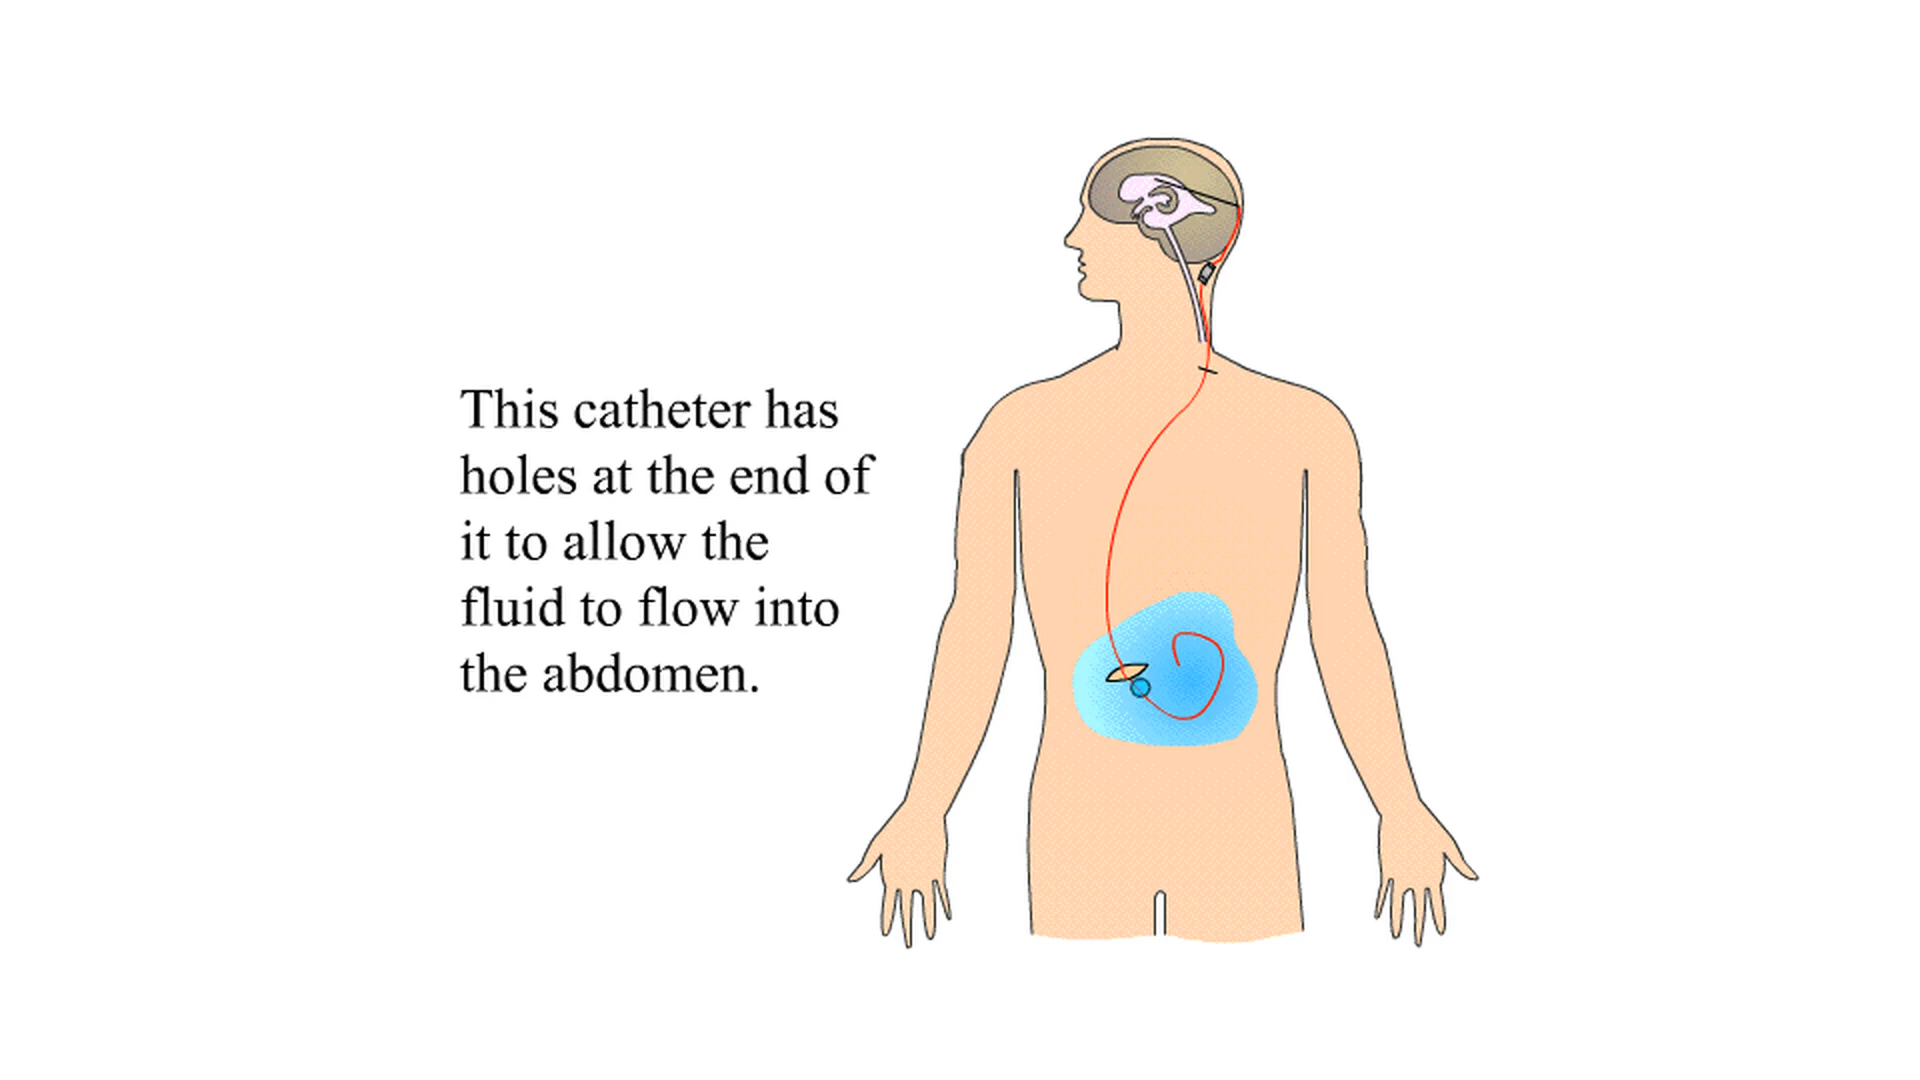 This catheter has
holes at the end of
it to allow the
fluid to flow into
the abdomen.